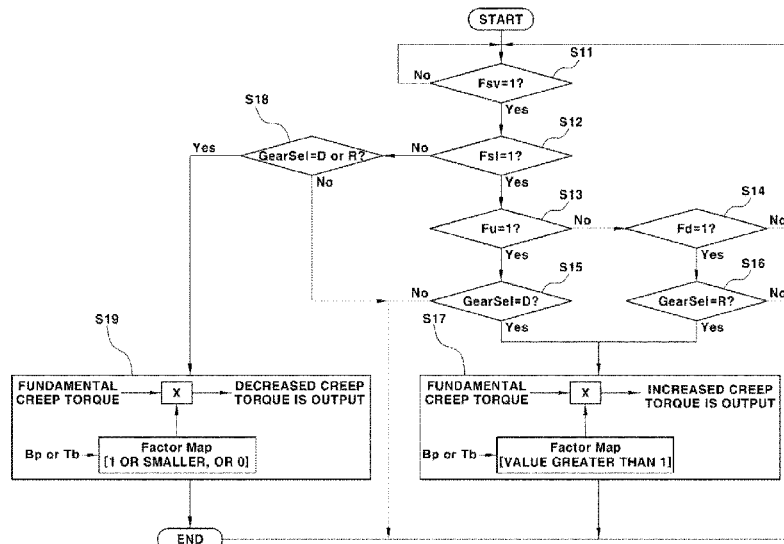 START
S11
No
Fsv=1?
Yes
S18
S12
Yes
GearSel=D or R?
No
Fsl=1?
No
Yes
S13
S14
Fu=1?
No
Fd=1?
No
Yes
Yes
S15
S16
No
GearSel=D?
No
GearSel=R?
No
Yes
Yes
S19
S17
FUNDAMENTAL
CREEP TORQUE
X
DECREASED CREEP
TORQUE IS OUTPUT
FUNDAMENTAL
CREEP TORQUE
X
INCREASED CREEP
TORQUE IS OUTPUT
Bp or Tb
Factor Map
[1 OR SMALLER, OR 0]
Bp or Tb
Factor Map
[VALUE GREATER THAN 1]
END